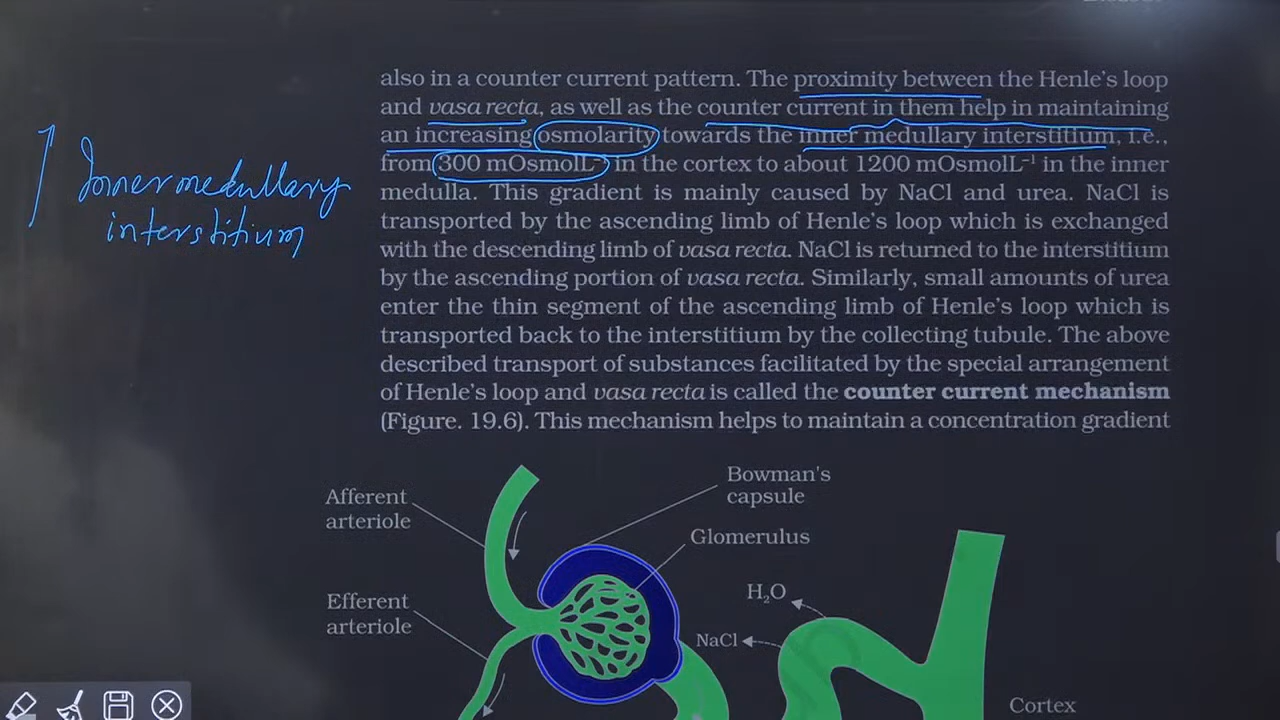 also in a counter current pattern. The proximity between the Henle's loop
and vasa recta, as well as the counter current in them help in maintaining
an increasing osmolarity towards the inner medullary interstitium, i.e.,
from 300 mOsmolL⁻¹ in the cortex to about 1200 mOsmolL⁻¹ in the inner
medulla. This gradient is mainly caused by NaCl and urea. NaCl is
transported by the ascending limb of Henle's loop which is exchanged
with the descending limb of vasa recta. NaCl is returned to the interstitium
by the ascending portion of vasa recta. Similarly, small amounts of urea
enter the thin segment of the ascending limb of Henle's loop which is
transported back to the interstitium by the collecting tubule. The above
described transport of substances facilitated by the special arrangement
of Henle's loop and vasa recta is called the counter current mechanism
(Figure. 19.6). This mechanism helps to maintain a concentration gradient
Inner medullary
interstitium
Bowman's
capsule
Afferent
arteriole
Glomerulus
Efferent
arteriole
H₂O
NaCl
Cortex